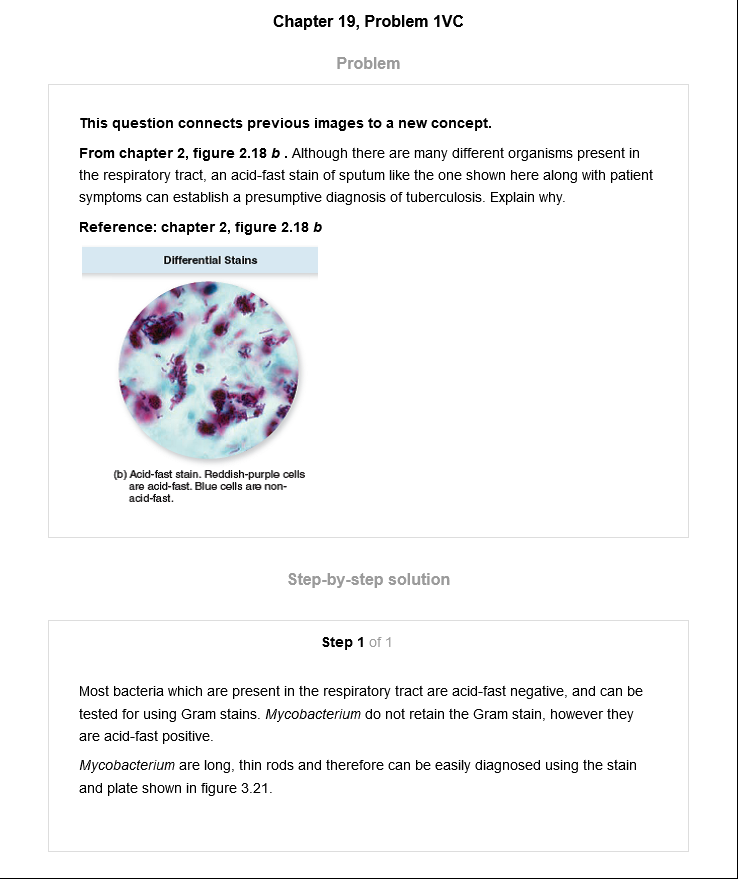 Chapter 19, Problem 1VC
Problem
This question connects previous images to a new concept.
From chapter 2, figure 2.18 b . Although there are many different organisms present in
the respiratory tract, an acid-fast stain of sputum like the one shown here along with patient
symptoms can establish a presumptive diagnosis of tuberculosis. Explain why.
Reference: chapter 2, figure 2.18 b
Differential Stains
(b) Acid-fast stain. Reddish-purple cells
are acid-fast. Blue cells are non-
acid-fast.
Step-by-step solution
Step 1 of 1
Most bacteria which are present in the respiratory tract are acid-fast negative, and can be
tested for using Gram stains. Mycobacterium do not retain the Gram stain, however they
are acid-fast positive.
Mycobacterium are long, thin rods and therefore can be easily diagnosed using the stain
and plate shown in figure 3.21.